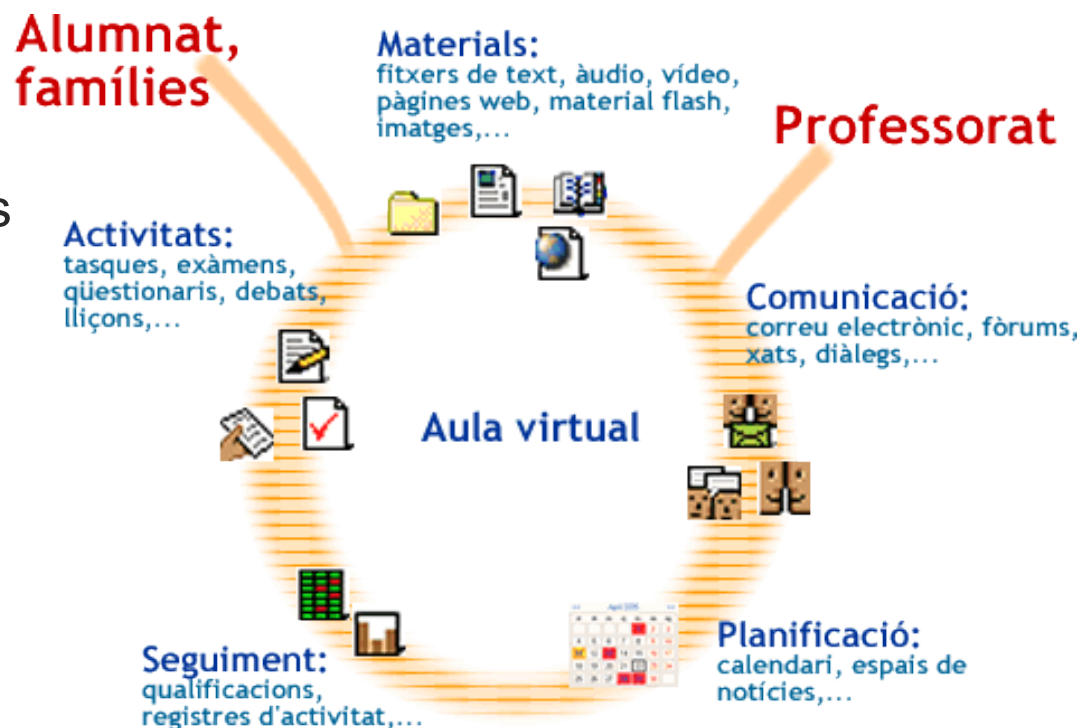 Alumnat,
famílies
Materials:
fitxers de text, àudio, vídeo,
pàgines web, material flash,
imatges,...
Professorat
s
Activitats:
tasques, exàmens,
qüestionaris, debats,
lliçons,...
Comunicació:
correu electrònic, fòrums,
xats, diàlegs,...
Aula virtual
Planificació:
calendari, espais de
notícies,...
Seguiment:
qualificacions,
registres d'activitat,...